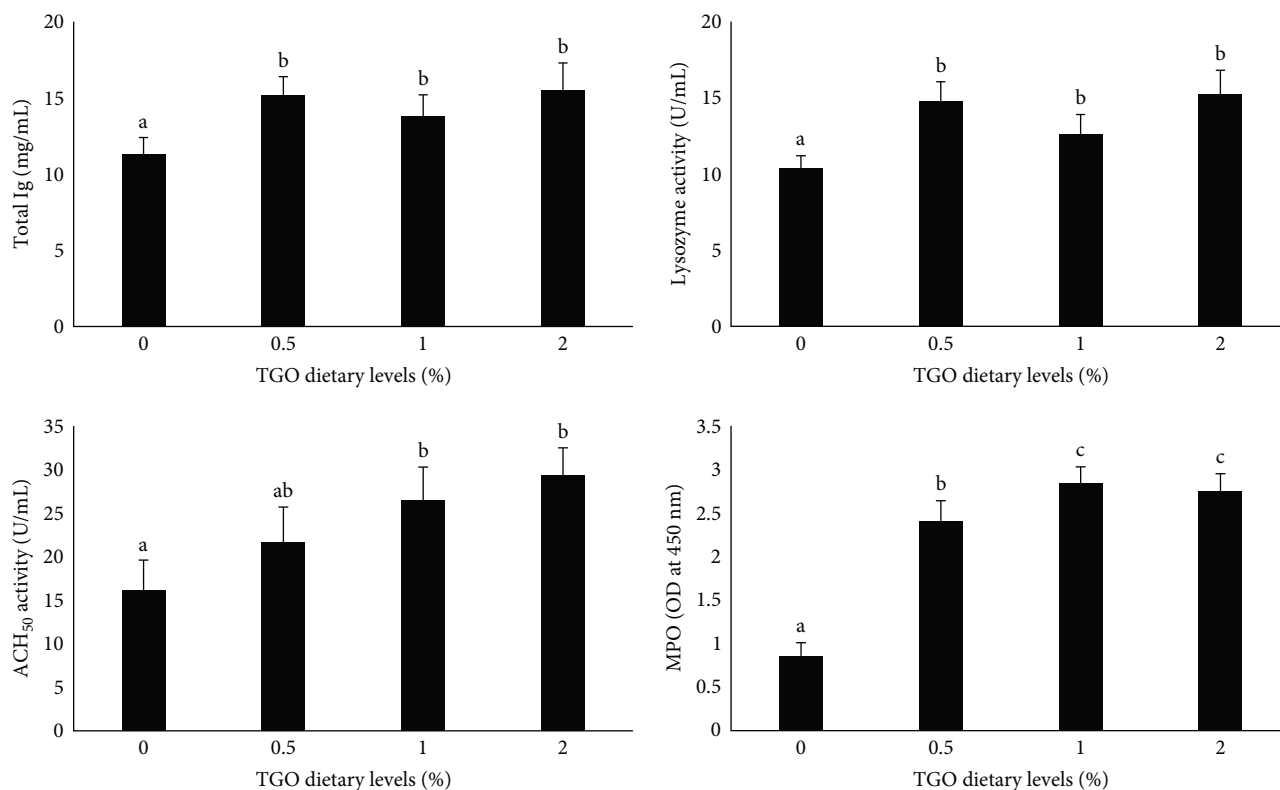 Total Ig (mg/mL)
20
15
10
5
0
a
b
b
b
0
0.5
1
2
TGO dietary levels (%)
Lysozyme activity (U/mL)
20
15
10
5
0
a
b
b
b
0
0.5
1
2
TGO dietary levels (%)
ACH50 activity (U/mL)
35
30
25
20
15
10
5
0
a
ab
b
b
0
0.5
1
2
TGO dietary levels (%)
MPO (OD at 450 nm)
3.5
3
2.5
2
1.5
1
0.5
0
a
b
c
c
0
0.5
1
2
TGO dietary levels (%)